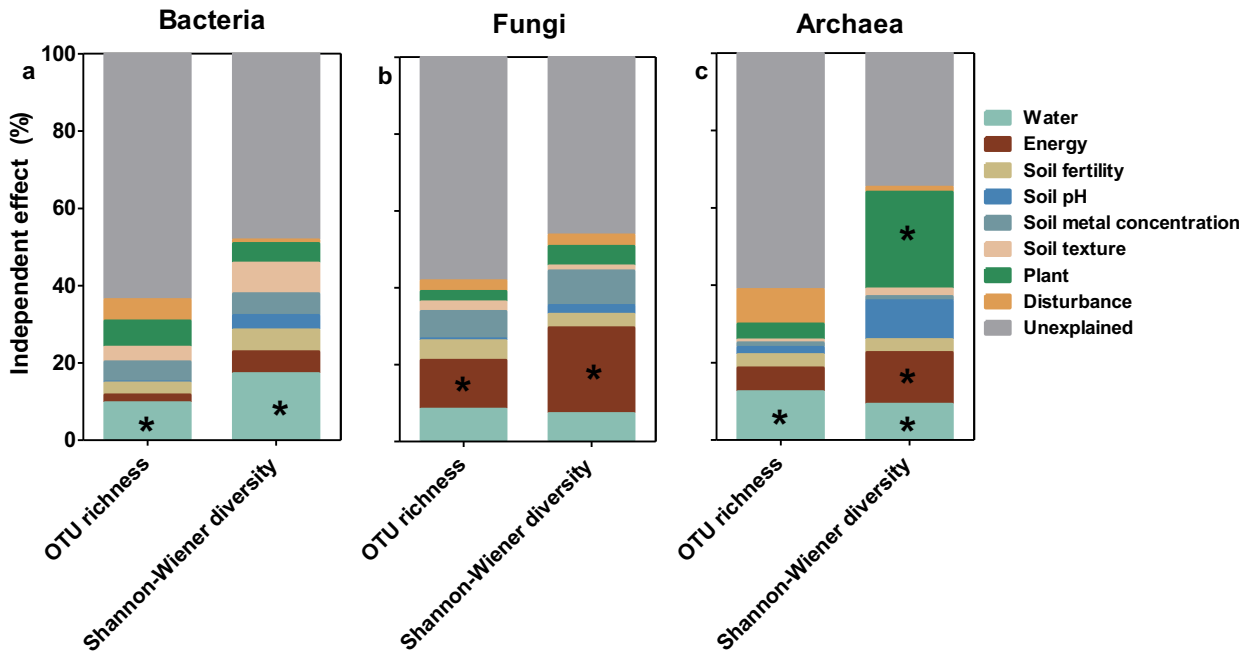 Bacteria
Fungi
Archaea
a
b
c
Independent effect (%)
100
80
60
40
20
0
*
*
*
*
*
*
*
*
OTU richness
Shannon-Wiener diversity
OTU richness
Shannon-Wiener diversity
OTU richness
Shannon-Wiener diversity
Water
Energy
Soil fertility
Soil pH
Soil metal concentration
Soil texture
Plant
Disturbance
Unexplained